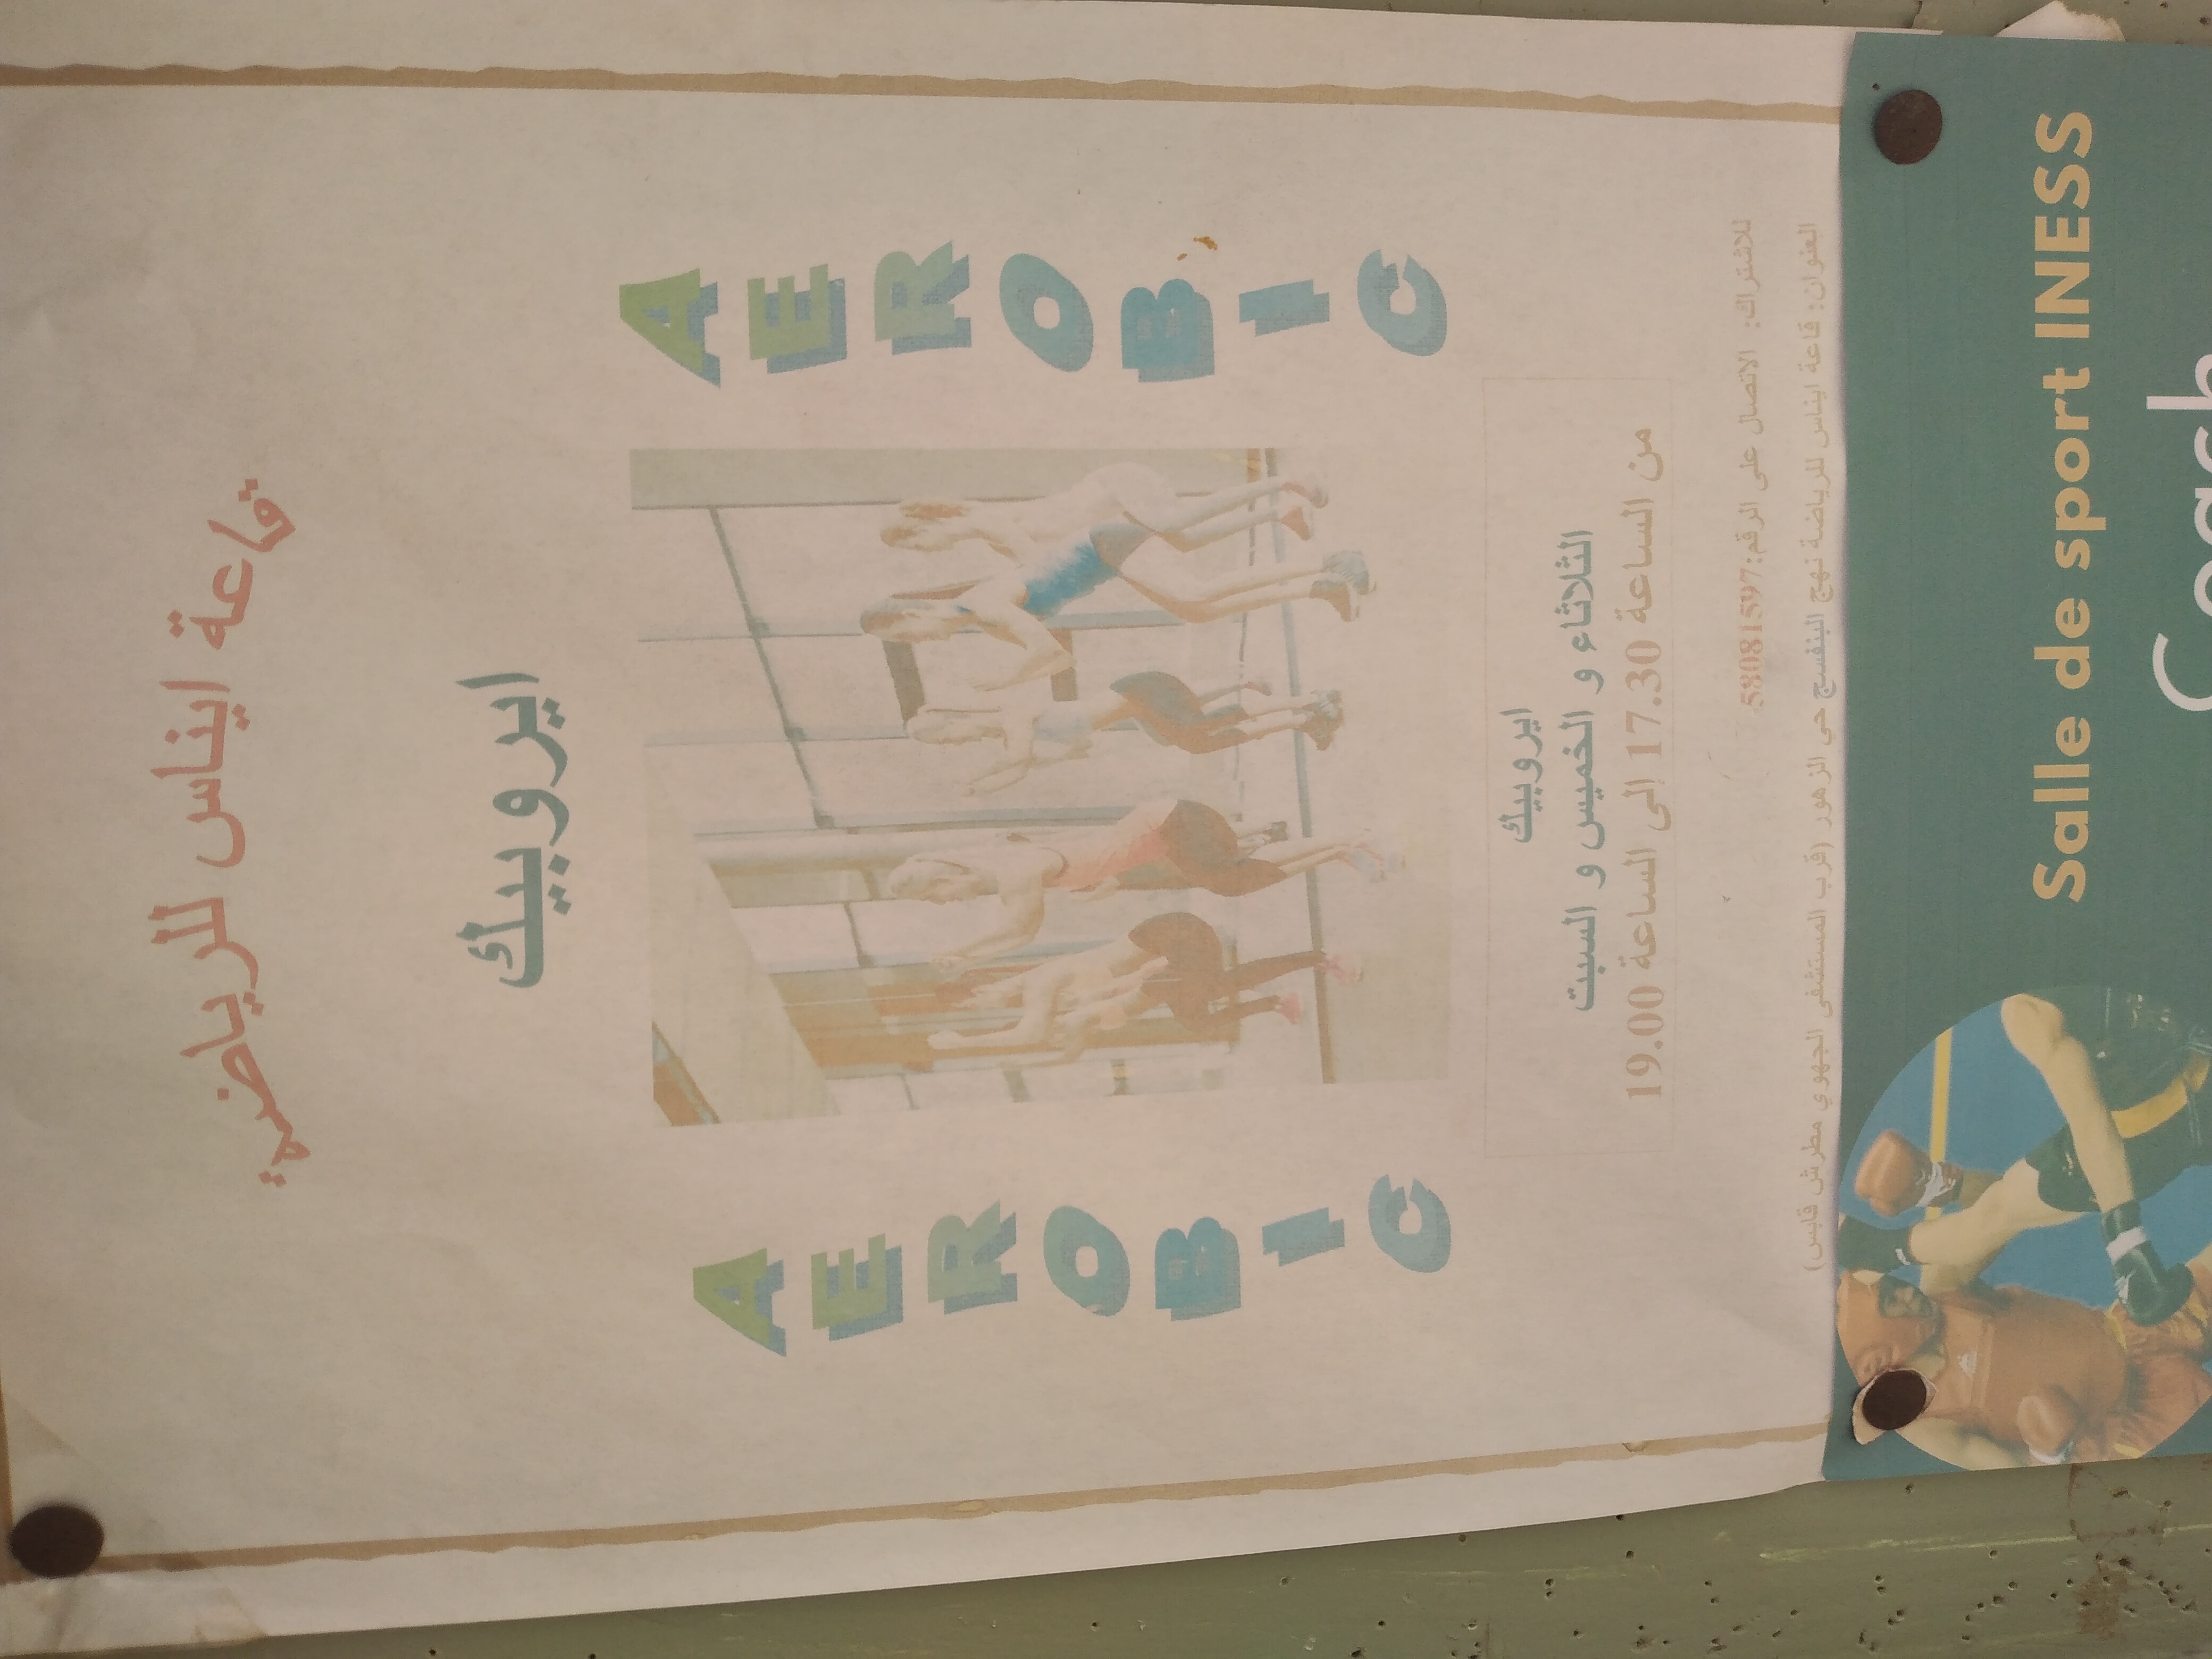 قاعة ايناس للرياضة
ايروبيك
AEROBIC
AEROBIC
ايروبيك
الثلاثاء و الخميس و السبت
من الساعة 17.30 إلى الساعة 19.00
للاشتراك: الاتصال على الرقم:58081597
العنوان: قاعة ايناس للرياضة نهج البنفسج حي الزهور (قرب المستشفى الجهوي مطرش قابس)
Salle de sport INESS
Coach